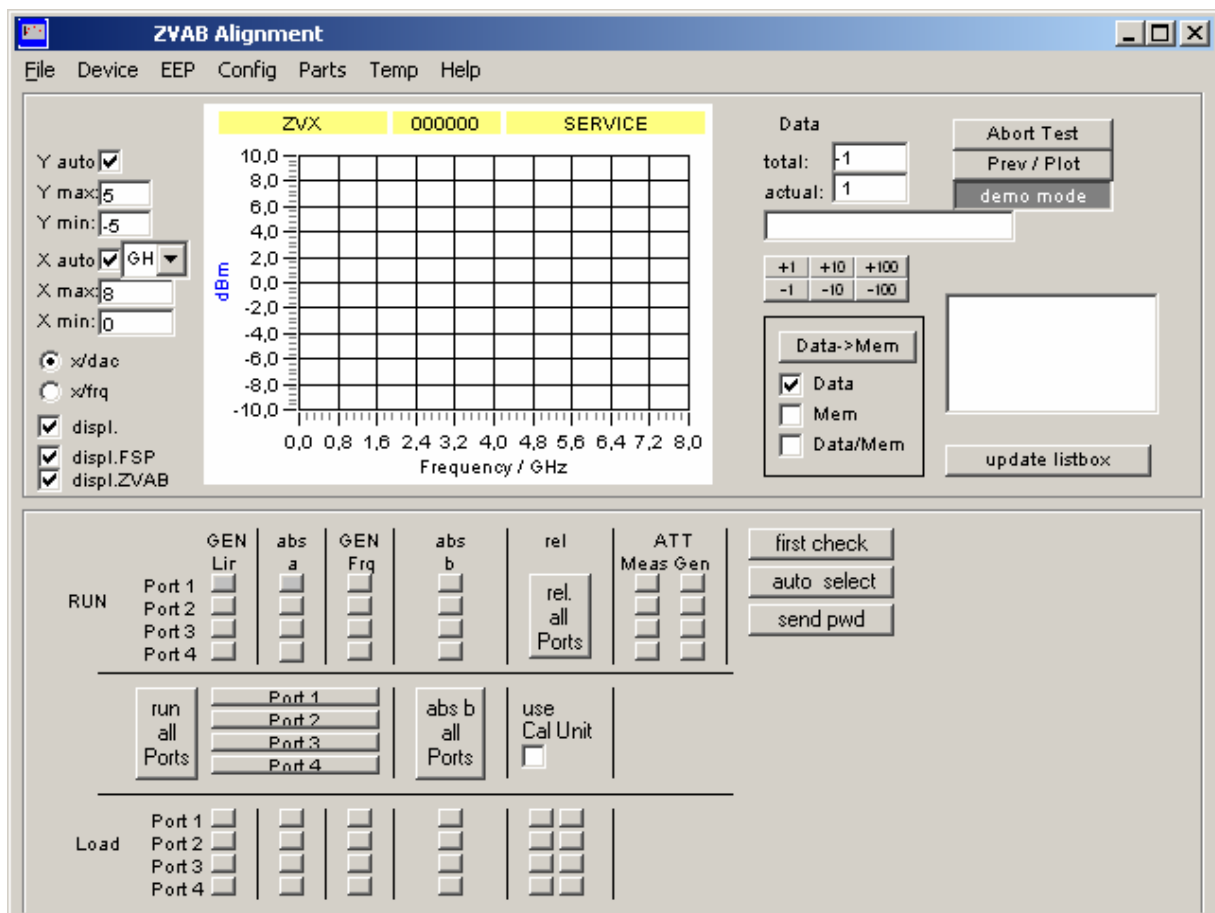 ZVAB Alignment
File Device EEP Config Parts Temp Help
ZVX 000000 SERVICE
Y auto
Y max: 5
Y min: -5
X auto GH
X max: 8
X min: 0
x/dac
x/frq
displ.
displ.FSP
displ.ZVAB
10,0
8,0
6,0
4,0
2,0
0,0
-2,0
-4,0
-6,0
-8,0
-10,0
dBm
0,0 0,8 1,6 2,4 3,2 4,0 4,8 5,6 6,4 7,2 8,0
Frequency / GHz
Data
total: -1
actual: 1
Abort Test
Prev / Plot
demo mode
+1 +10 +100
-1 -10 -100
Data->Mem
Data
Mem
Data/Mem
update listbox
GEN abs GEN abs rel ATT
Lir a Frq b Meas Gen
RUN
Port 1
Port 2
Port 3
Port 4
rel.
all
Ports
first check
auto select
send pwd
run
all
Ports
Port 1
Port 2
Port 3
Port 4
abs b
all
Ports
use
Cal Unit
Load
Port 1
Port 2
Port 3
Port 4